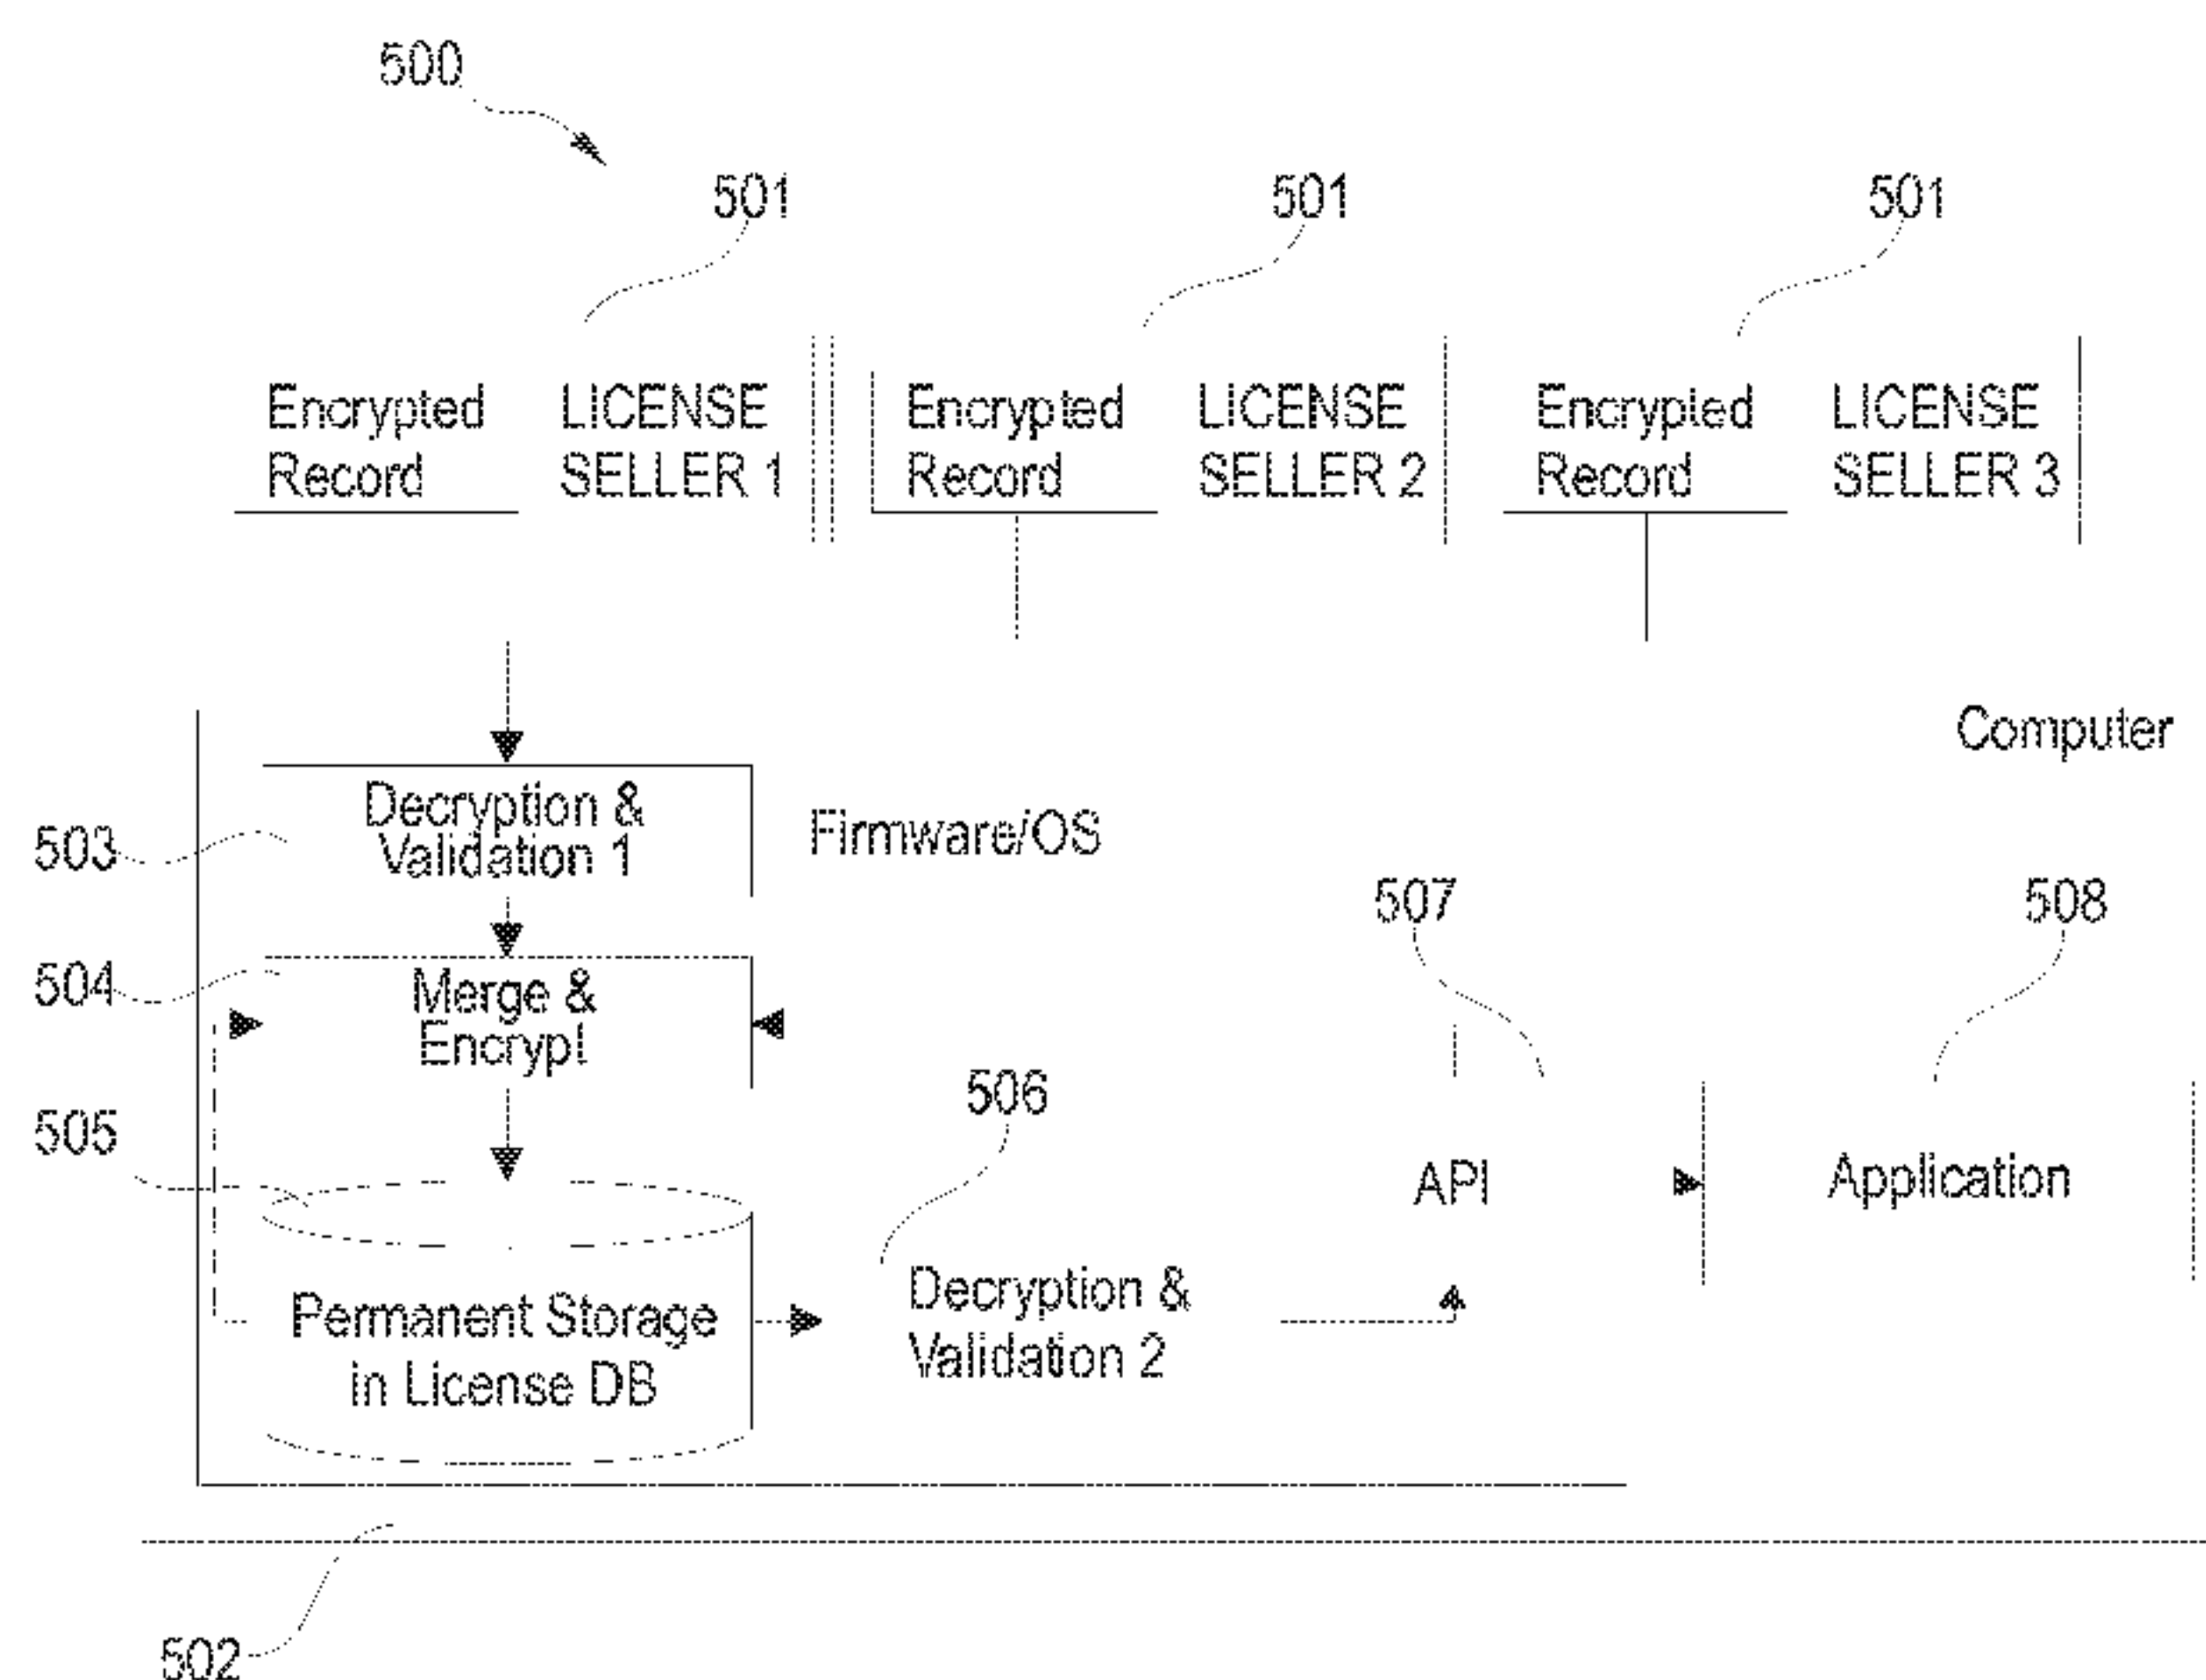 500
501
501
501
Encrypted
Record
LICENSE
SELLER 1
Encrypted
Record
LICENSE
SELLER 2
Encrypted
Record
LICENSE
SELLER 3
Computer
503
Decryption &
Validation 1
Firmware/OS
507
508
504
Merge &
Encrypt
506
505
API
Application
Permanent Storage
in License DB
Decryption &
Validation 2
502